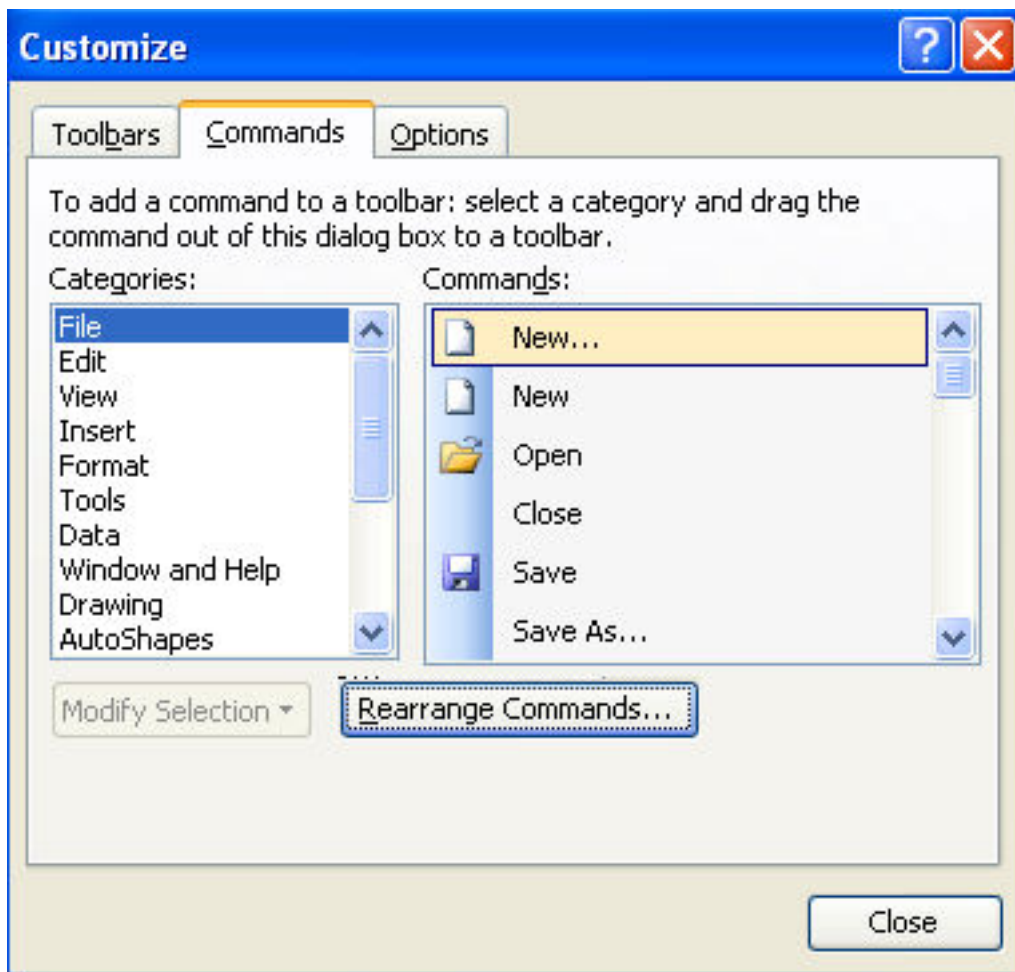 Customize
Toolbars
Commands
Options
To add a command to a toolbar: select a category and drag the
command out of this dialog box to a toolbar.
Categories:
Commands:
File
Edit
View
Insert
Format
Tools
Data
Window and Help
Drawing
AutoShapes
New...
New
Open
Close
Save
Save As...
Modify Selection
Rearrange Commands...
Close